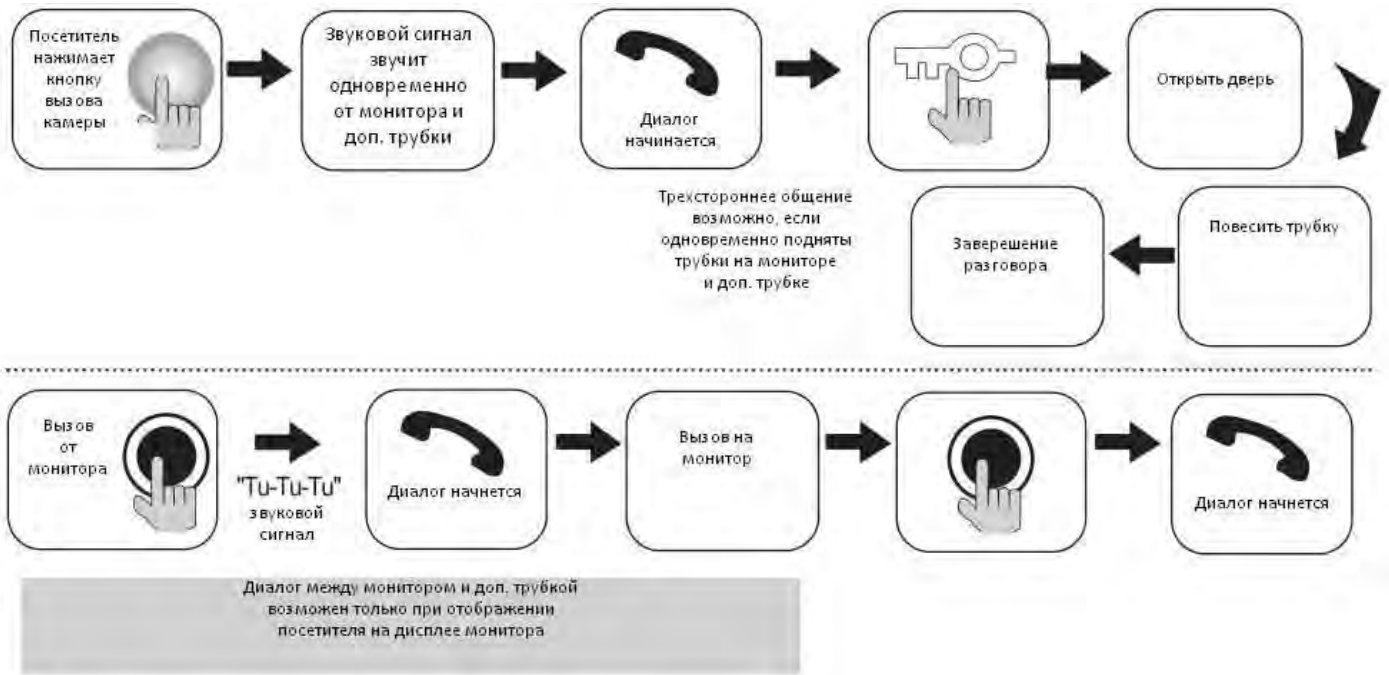 Посетитель
нажимает
кнопку
вызова
камеры
Звуковой сигнал
звучит
одновременно
от монитора и
доп. трубки
Диалог
начинается
Открыть дверь
Трехстороннее общение
возможно, если
одновременно подняты
трубки на мониторе
и доп. трубке
Повесить трубку
Заверешение
разговора
Вызов
от
монитора
"Tu-Tu-Tu"
звуковой
сигнал
Диалог начнется
Вызов на
монитор
Диалог начнется
Диалог между монитором и доп. трубкой
возможен только при отображении
посетителя на дисплее монитора